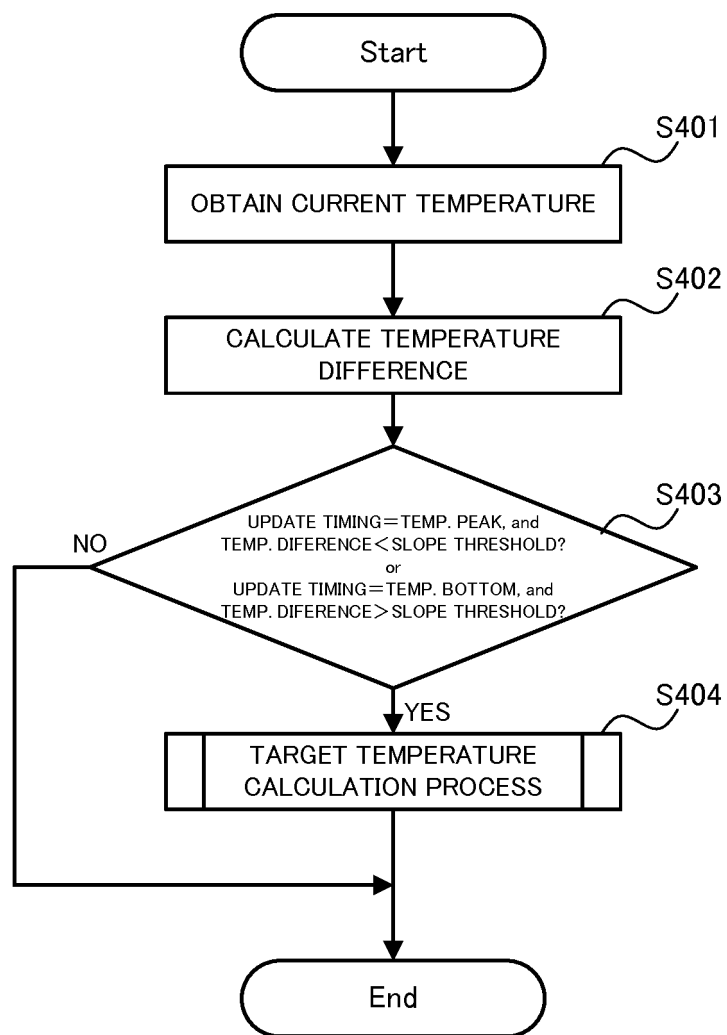 Start
S401
OBTAIN CURRENT TEMPERATURE
S402
CALCULATE TEMPERATURE
DIFFERENCE
S403
UPDATE TIMING=TEMP. PEAK, and
TEMP. DIFERENCE<SLOPE THRESHOLD?
or
UPDATE TIMING=TEMP. BOTTOM, and
TEMP. DIFERENCE>SLOPE THRESHOLD?
NO
YES
S404
TARGET TEMPERATURE
CALCULATION PROCESS
End